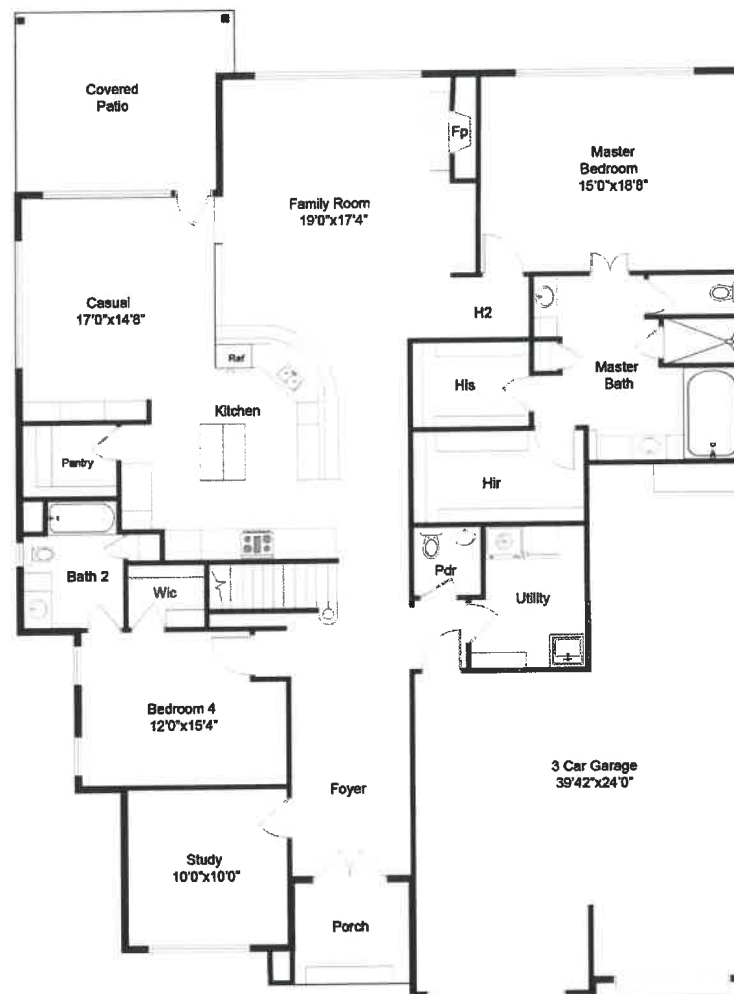 Covered
Patio
Fp
Master
Bedroom
15'0"x18'8"
Family Room
19'0"x17'4"
Casual
17'0"x14'8"
H2
Ref
His
Master
Bath
Kitchen
Pantry
Hir
Bath 2
Wic
Pdr
Utility
Bedroom 4
12'0"x15'4"
3 Car Garage
39'42"x24'0"
Foyer
Study
10'0"x10'0"
Porch